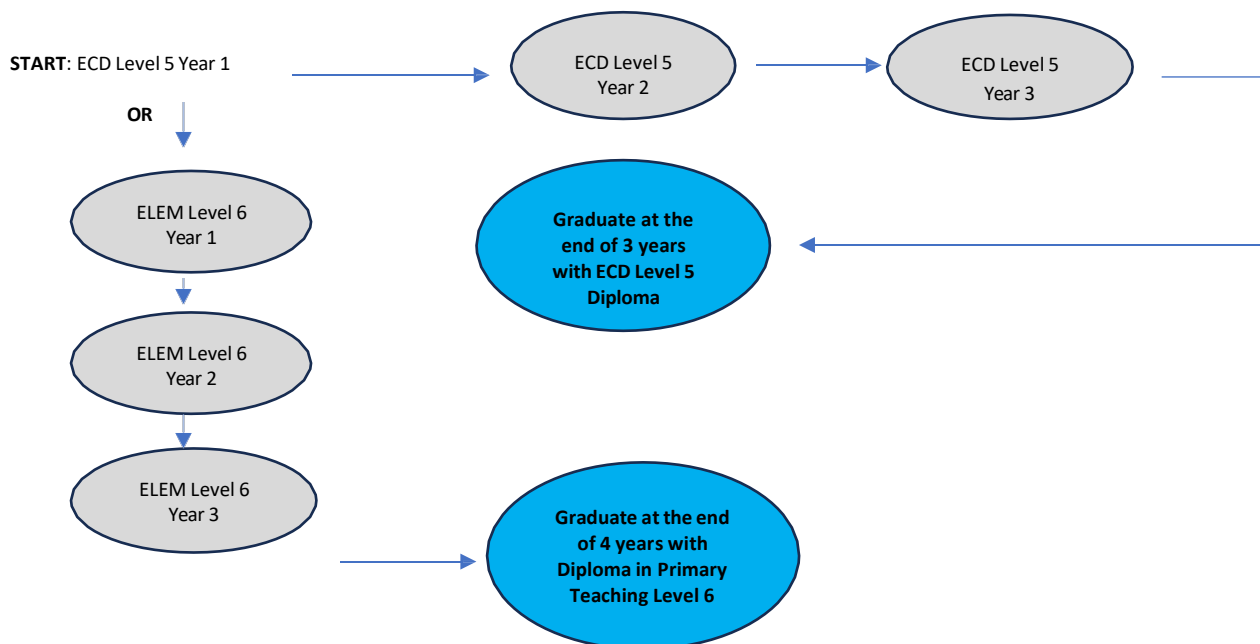 START: ECD Level 5 Year 1
ECD Level 5
Year 2
ECD Level 5
Year 3
OR
ELEM Level 6
Year 1
Graduate at the
end of 3 years
with ECD Level 5
Diploma
ELEM Level 6
Year 2
ELEM Level 6
Year 3
Graduate at the end
of 4 years with
Diploma in Primary
Teaching Level 6